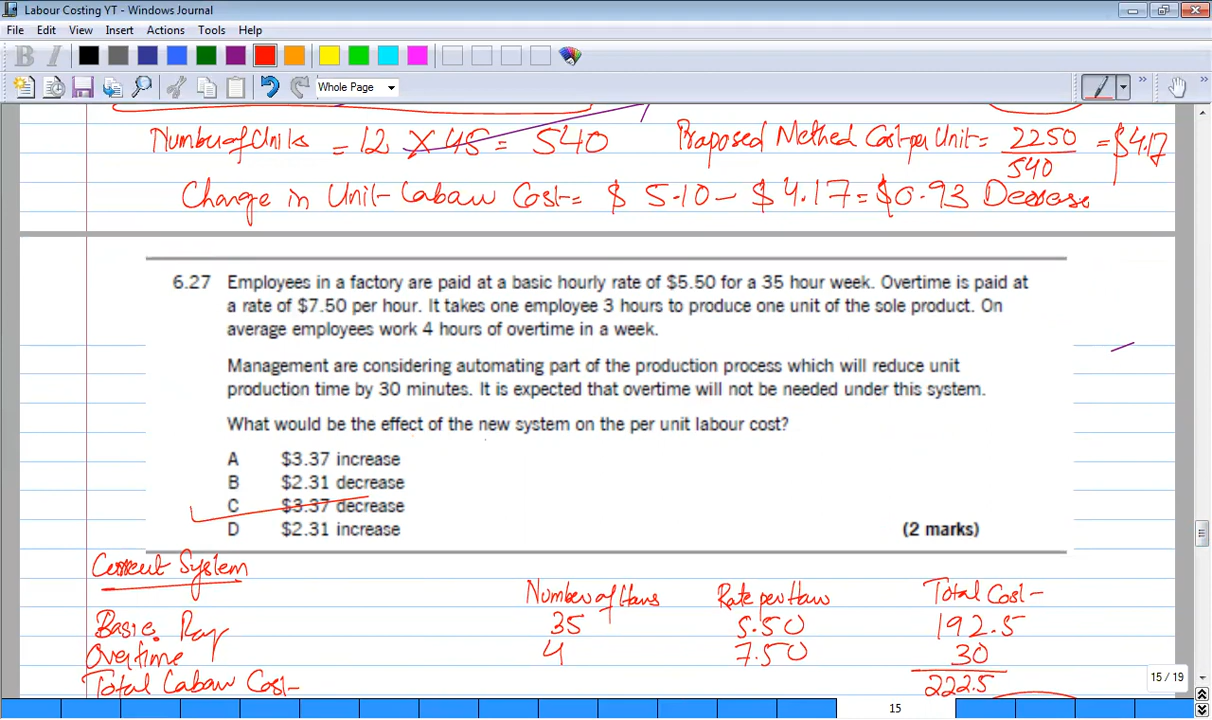 Labour Costing YT - Windows Journal
File Edit View Insert Actions Tools Help
B I Whole Page
Number of Units = 12 X 45 = 540 Proposed Method Cost per Unit = 2250 / 540 = $4.17
Change in Unit Labour Cost = $ 5.10 - $ 4.17 = $0.93 Decrease
6.27 Employees in a factory are paid at a basic hourly rate of $5.50 for a 35 hour week. Overtime is paid at
a rate of $7.50 per hour. It takes one employee 3 hours to produce one unit of the sole product. On
average employees work 4 hours of overtime in a week.
Management are considering automating part of the production process which will reduce unit
production time by 30 minutes. It is expected that overtime will not be needed under this system.
What would be the effect of the new system on the per unit labour cost?
A $3.37 increase
B $2.31 decrease
C $3.37 decrease
D $2.31 increase (2 marks)
Current System
Number of Hours Rate per Hour Total Cost
Basic Pay 35 5.50 192.5
Overtime 4 7.50 30
Total Labour Cost 222.5
15 / 19
15